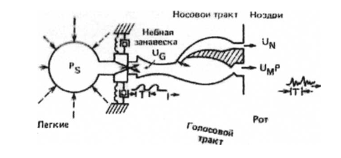 Носовой тракт
Ноздри
Небная
занавеска
U_G
U_N
P_S
U_M P
T
t
T
Легкие
Голосовой
тракт
Рот